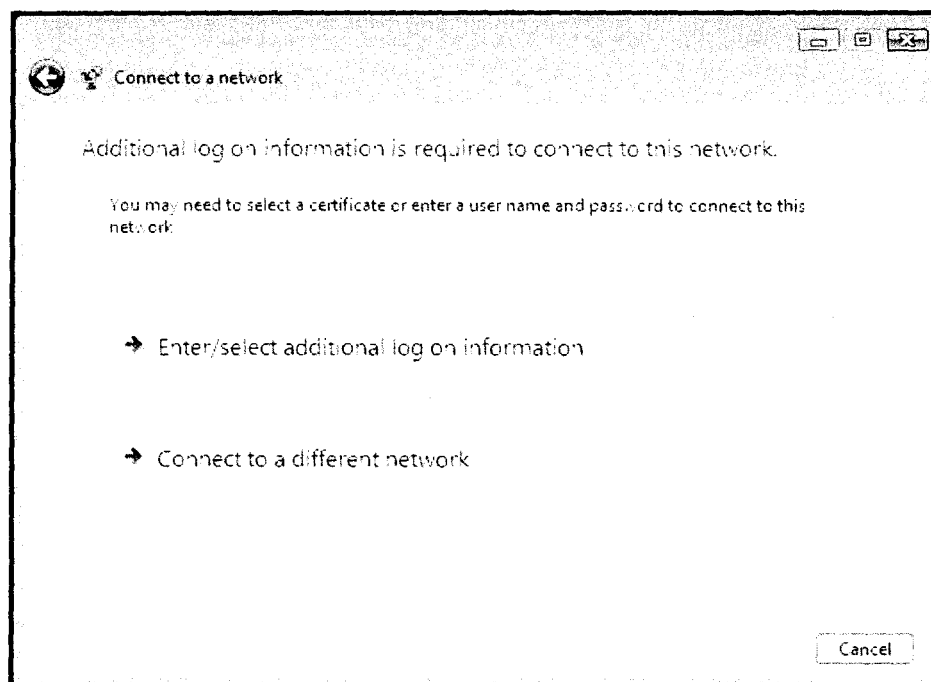 Connect to a network
Additional log on information is required to connect to this network.
You may need to select a certificate or enter a user name and password to connect to this
network
Enter/select additional log on information
Connect to a different network
Cancel